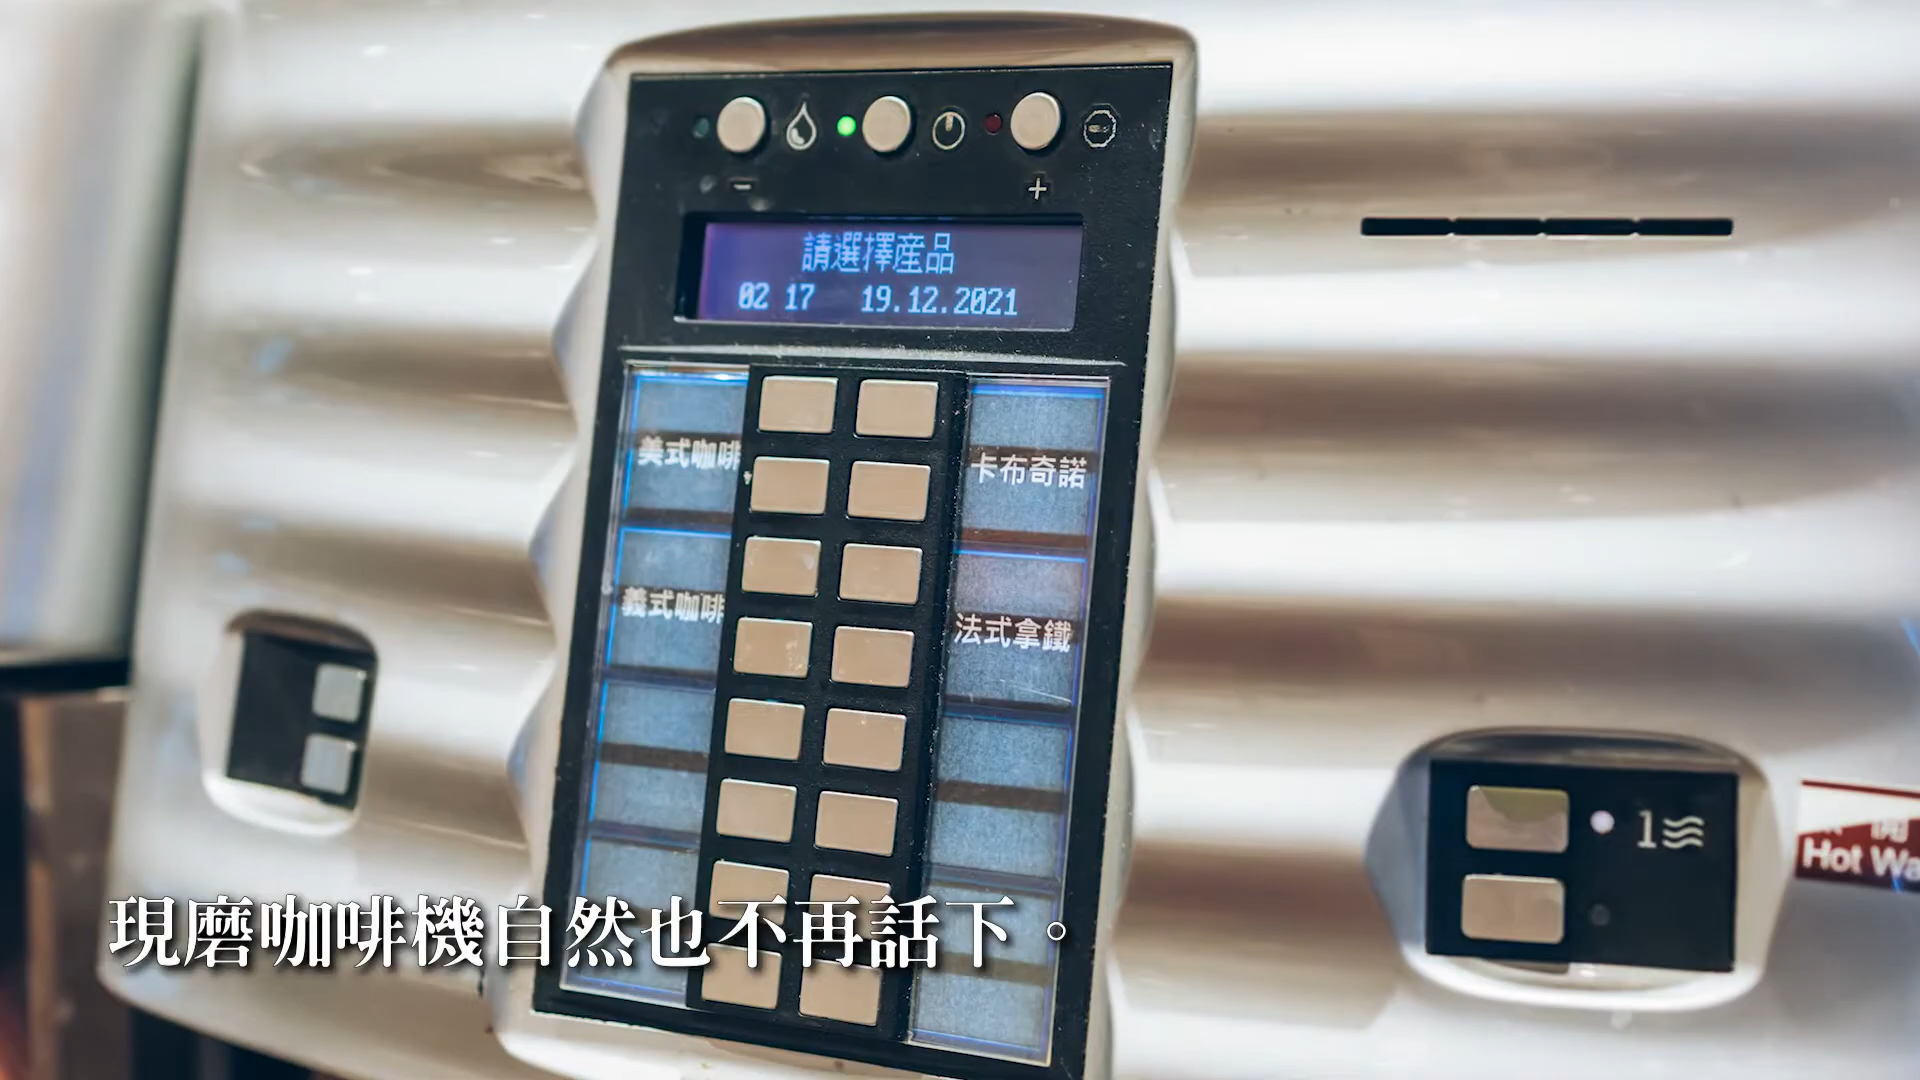 請選擇産品
02 17 19.12.2021
美式咖啡
卡布奇諾
義式咖啡
法式拿鐵
1
Hot Wa
現磨咖啡機自然也不再話下。